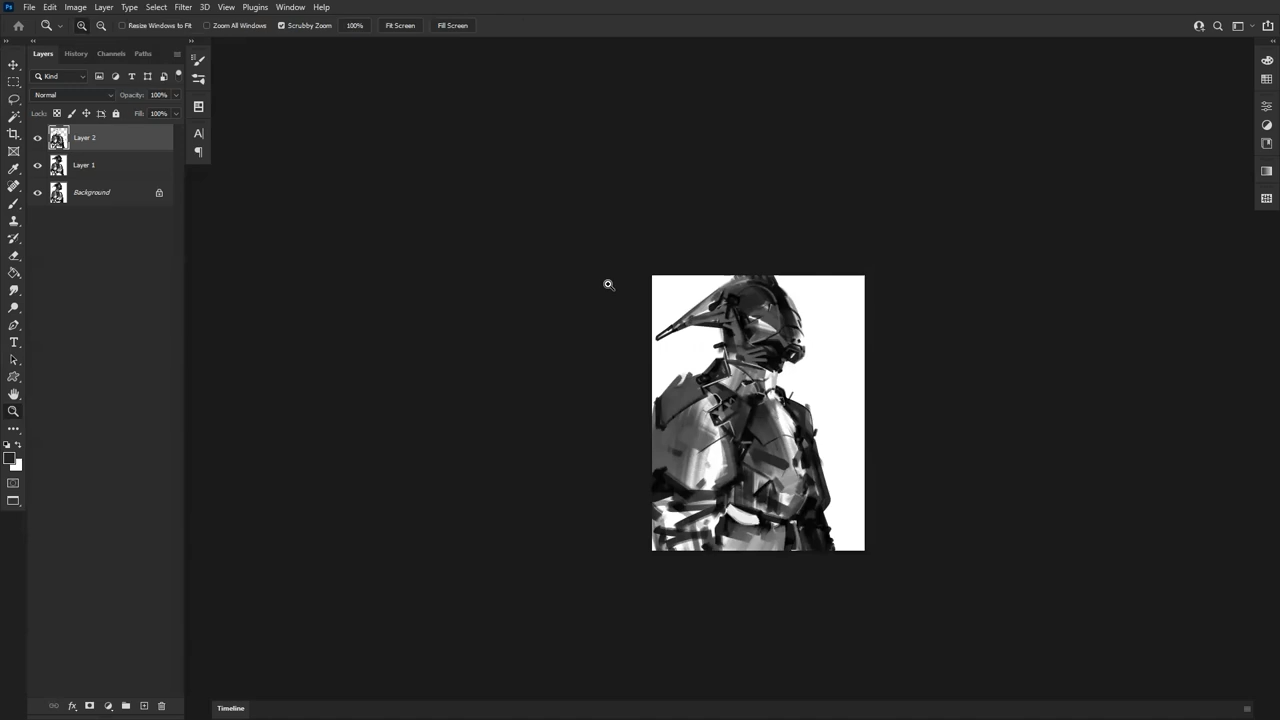 Ps File Edit Image Layer Type Select Filter 3D View Plugins Window Help
Resize Windows to Fit Zoom All Windows Scrubby Zoom 100% Fit Screen Fill Screen
Layers History Channels Paths
Kind
Normal Opacity: 100%
Lock: Fill: 100%
Layer 2
Layer 1
Background
Timeline